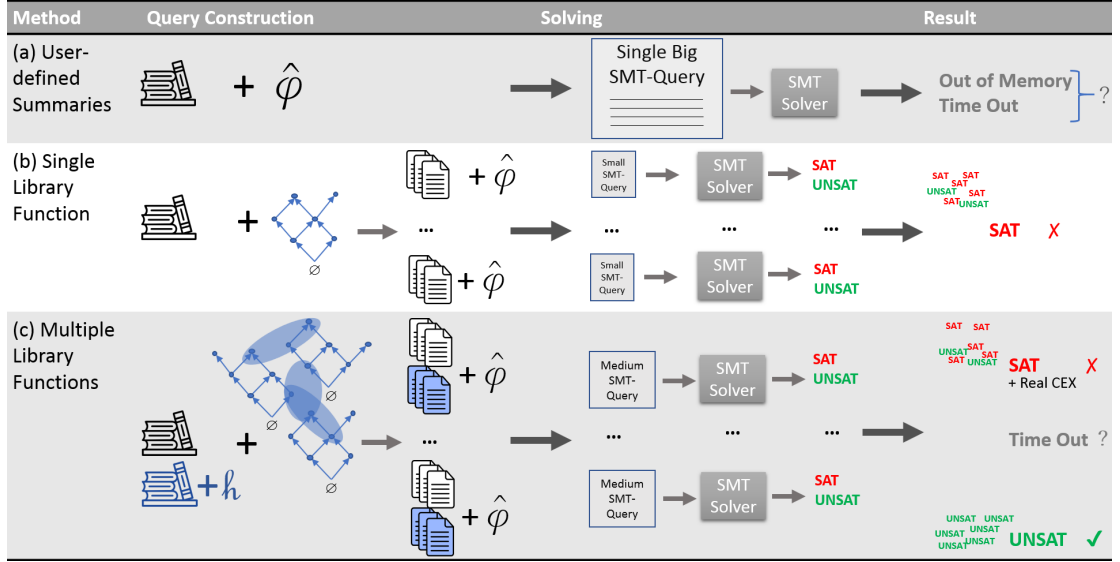 Method Query Construction Solving Result
(a) User-
defined
Summaries
+ φ̂
Single Big
SMT-Query
SMT
Solver
Out of Memory
Time Out
?
(b) Single
Library
Function
+
∅
+ φ̂
...
+ φ̂
Small
SMT-
Query
SMT
Solver
SAT
UNSAT
... ... ...
Small
SMT-
Query
SMT
Solver
SAT
UNSAT
SAT SAT
SAT
UNSAT SAT
SAT UNSAT
SAT ✗
(c) Multiple
Library
Functions
+
+ h
∅
∅
∅
+ φ̂
...
+ φ̂
Medium
SMT-
Query
SMT
Solver
SAT
UNSAT
... ... ...
Medium
SMT-
Query
SMT
Solver
SAT
UNSAT
SAT SAT
SAT
UNSAT SAT
SAT UNSAT
SAT ✗
+ Real CEX
Time Out ?
UNSAT UNSAT
UNSAT
UNSAT UNSAT
UNSAT
UNSAT ✓